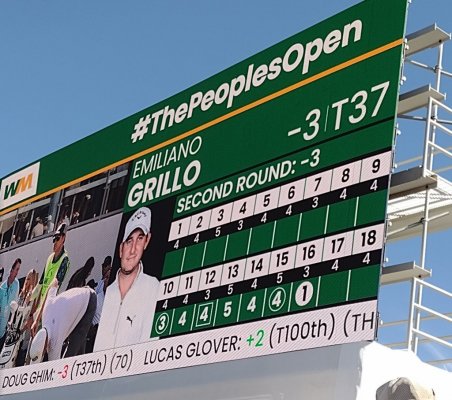 #ThePeoplesOpen
WM
EMILIANO
GRILLO
-3 T37
SECOND ROUND: -3
1 2 3 4 5 6 7 8 9
4 4 5 3 4 4 3 4 4
10 11 12 13 14 15 16 17 18
4 4 3 5 4 5 3 4 4
3 4 4 5 4 4 1
DOUG GHIM: -3 (T37th) (70) LUCAS GLOVER: +2 (T100th) (TH